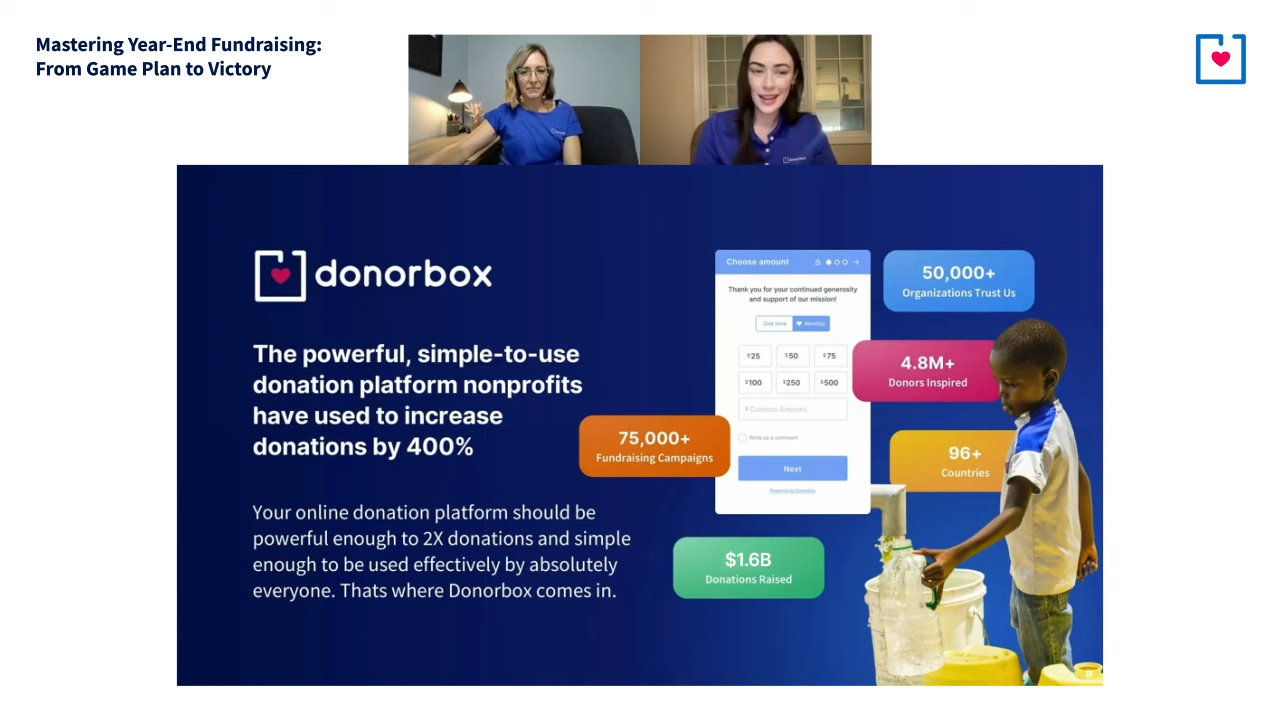 Mastering Year-End Fundraising:
From Game Plan to Victory
donorbox
The powerful, simple-to-use
donation platform nonprofits
have used to increase
donations by 400%
Your online donation platform should be
powerful enough to 2X donations and simple
enough to be used effectively by absolutely
everyone. Thats where Donorbox comes in.
Choose amount
Thank you for your continued generosity
and support of our mission!
One time Monthly
$25 $50 $75
$100 $250 $500
$ Custom Amount
Write us a comment
Next
Powered by Donorbox
50,000+
Organizations Trust Us
4.8M+
Donors Inspired
75,000+
Fundraising Campaigns
96+
Countries
$1.6B
Donations Raised